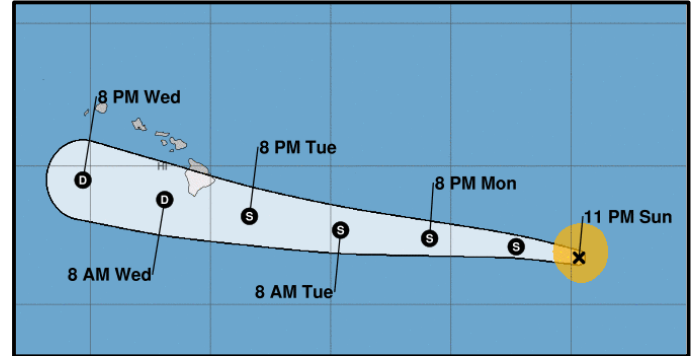 8 PM Wed
8 PM Tue
HI
8 PM Mon
D
D
11 PM Sun
S
S
S
S
8 AM Wed
8 AM Tue